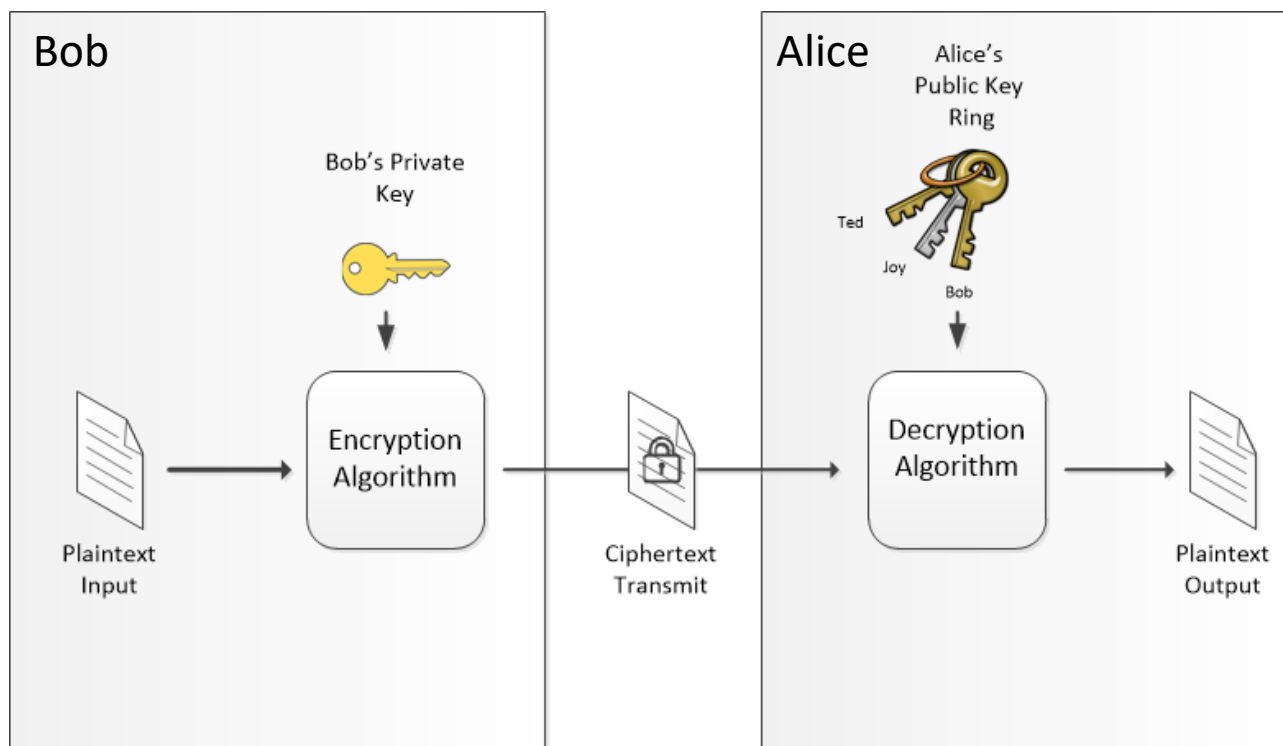 Bob
Alice
Alice's
Public Key
Ring
Bob's Private
Key
Ted
Joy
Bob
Encryption
Algorithm
Decryption
Algorithm
Plaintext
Input
Ciphertext
Transmit
Plaintext
Output